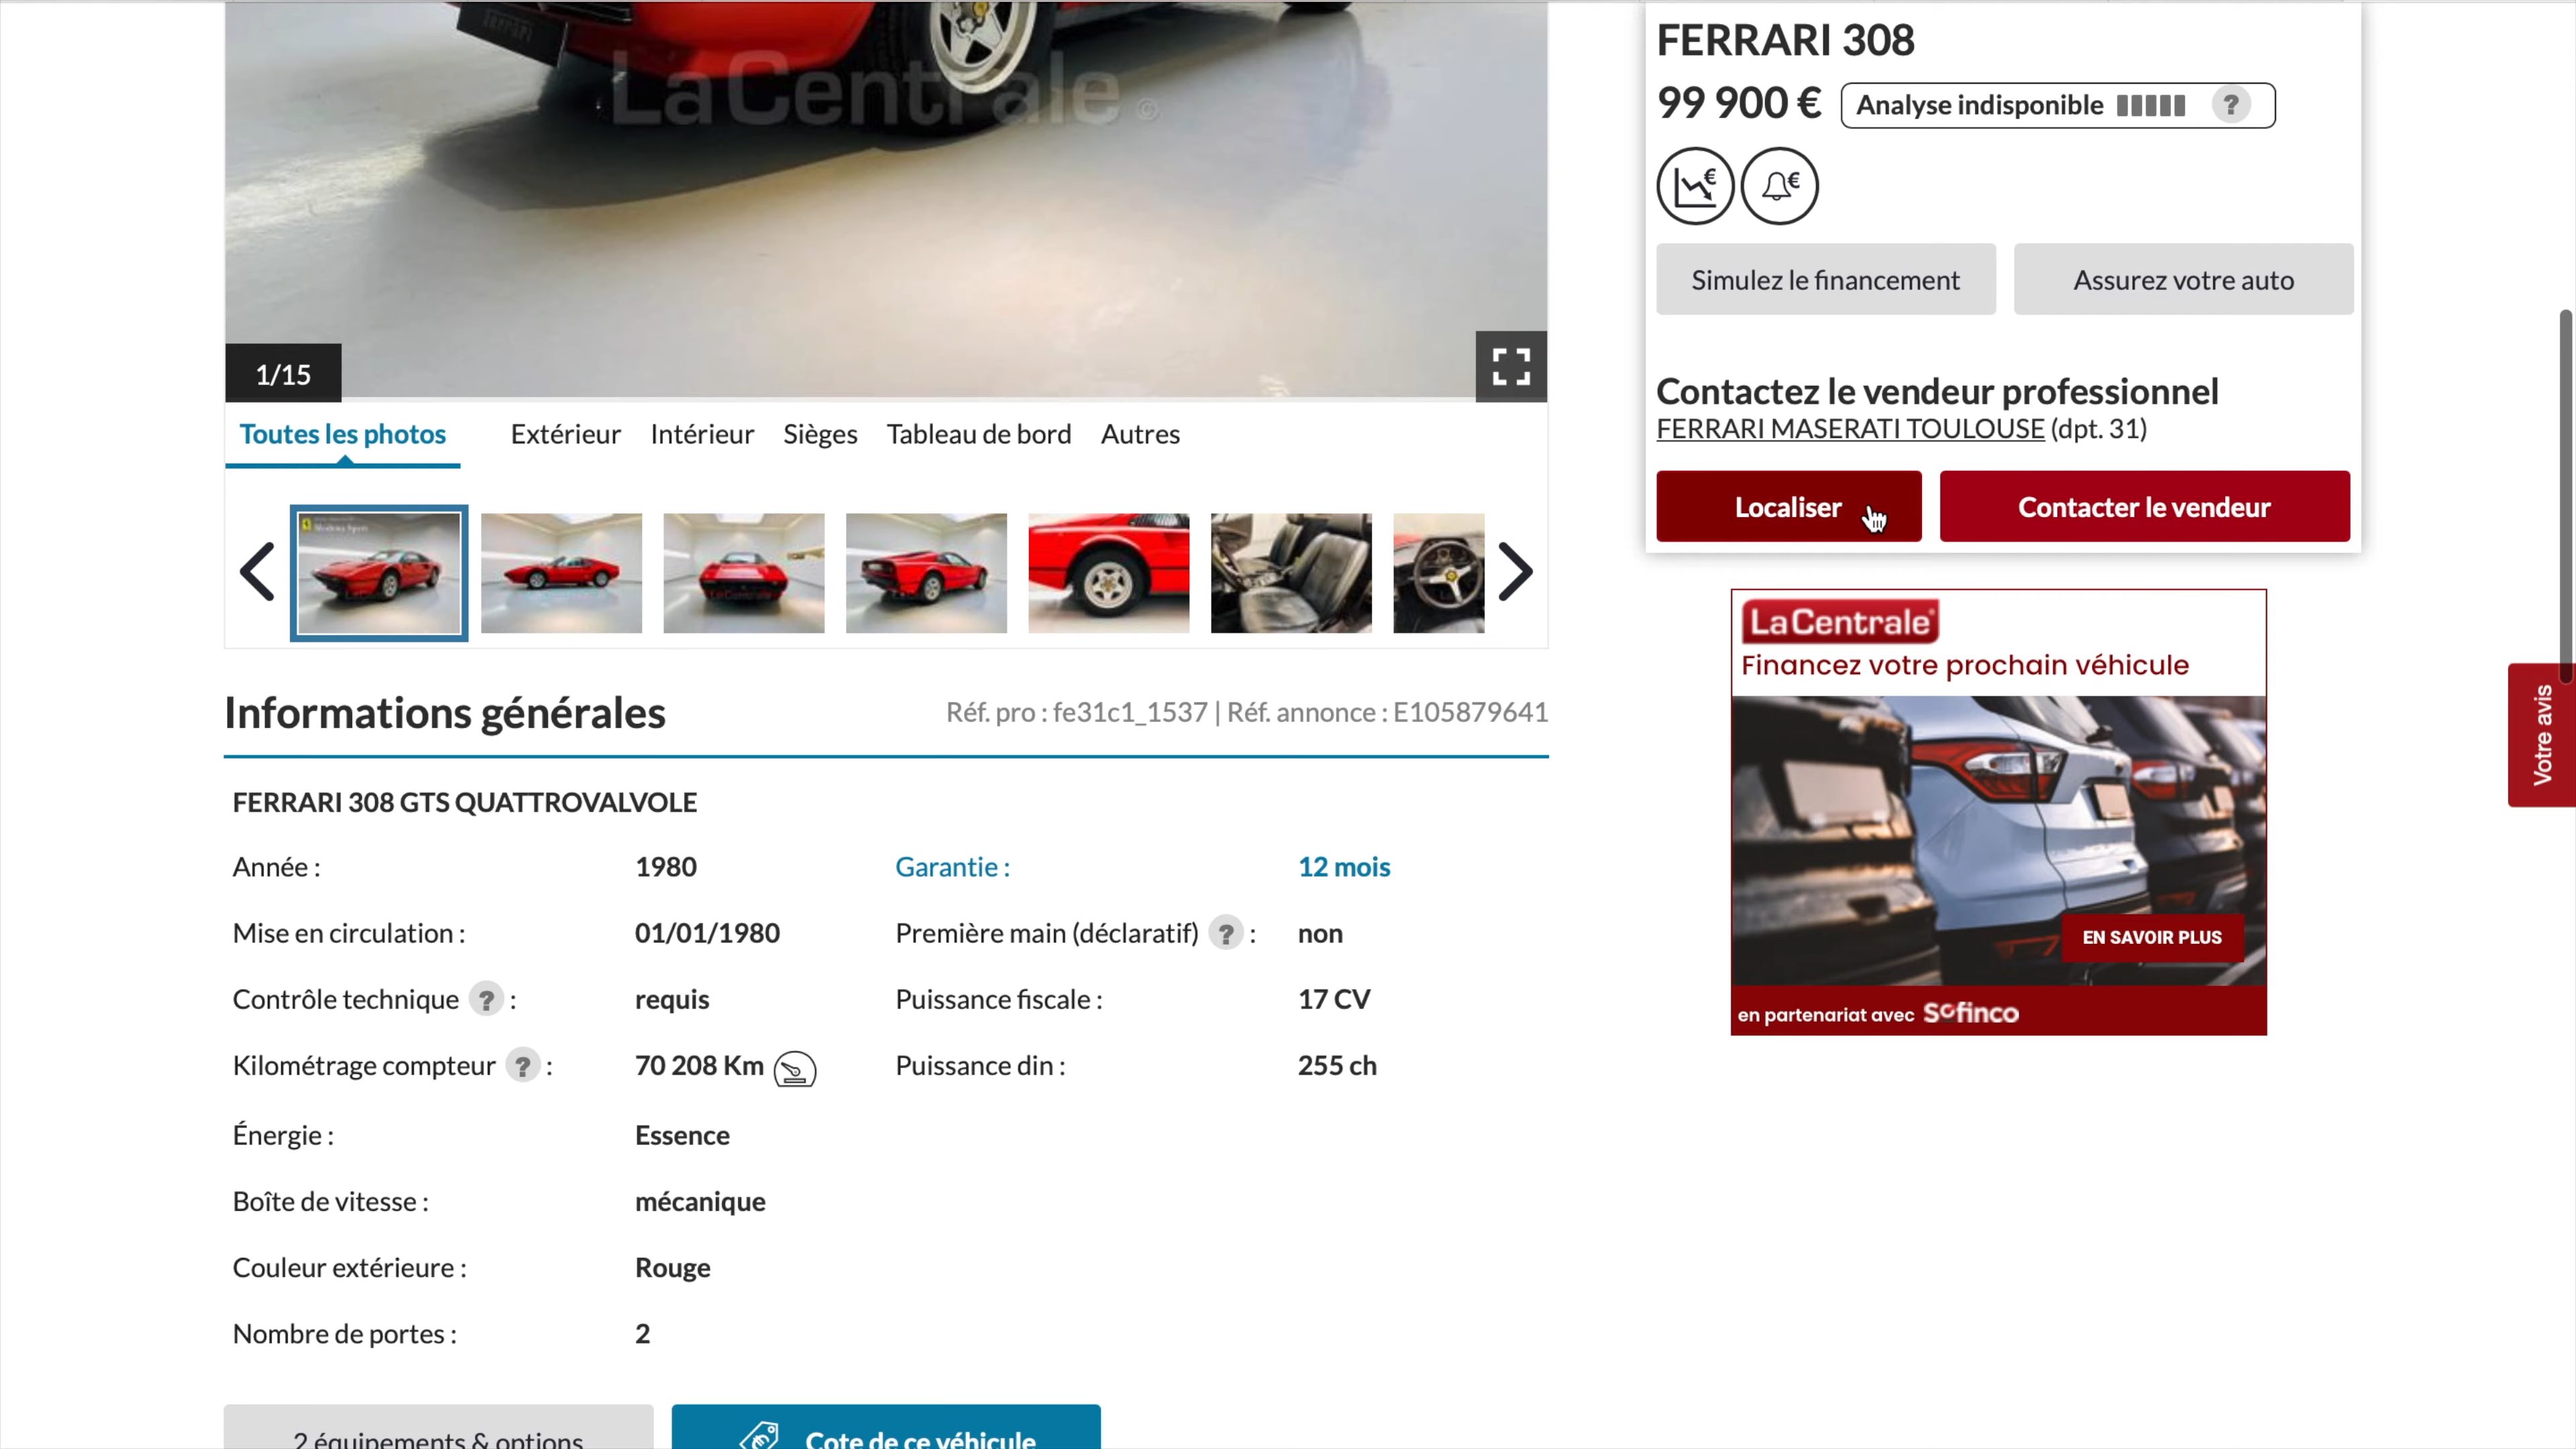 LaCentrale ©
1/15
Toutes les photos Extérieur Intérieur Sièges Tableau de bord Autres
Informations générales
Réf. pro : fe31c1_1537 | Réf. annonce : E105879641
FERRARI 308 GTS QUATTROVALVOLE
Année : 1980 Garantie : 12 mois
Mise en circulation : 01/01/1980 Première main (déclaratif) ? : non
Contrôle technique ? : requis Puissance fiscale : 17 CV
Kilométrage compteur ? : 70 208 Km Puissance din : 255 ch
Énergie : Essence
Boîte de vitesse : mécanique
Couleur extérieure : Rouge
Nombre de portes : 2
2 équipements & options
Cote de ce véhicule
FERRARI 308
99 900 € Analyse indisponible ?
€ €
Simulez le financement Assurez votre auto
Contactez le vendeur professionnel
FERRARI MASERATI TOULOUSE (dpt. 31)
Localiser Contacter le vendeur
LaCentrale
Financez votre prochain véhicule
EN SAVOIR PLUS
en partenariat avec Sofinco
Votre avis